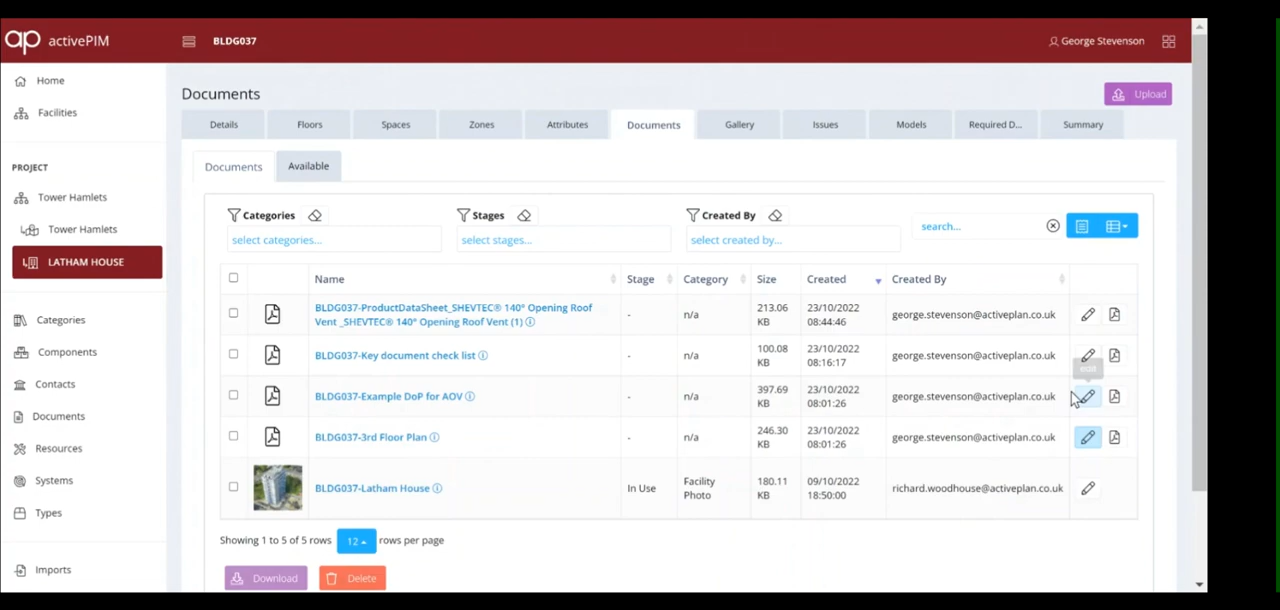 ap activePIM
BLDG037
George Stevenson
Home
Facilities
PROJECT
Tower Hamlets
Tower Hamlets
LATHAM HOUSE
Categories
Components
Contacts
Documents
Resources
Systems
Types
Imports
Documents
Upload
Details Floors Spaces Zones Attributes Documents Gallery Issues Models Required D... Summary
Documents Available
Categories Stages Created By
select categories... select stages... select created by... search...
Name Stage Category Size Created Created By
BLDG037-ProductDataSheet_SHEVTEC® 140° Opening Roof
Vent _SHEVTEC® 140° Opening Roof Vent (1)
- n/a 213.06
KB
23/10/2022
08:44:46
george.stevenson@activeplan.co.uk
BLDG037-Key document check list - n/a 100.08
KB
23/10/2022
08:16:17
george.stevenson@activeplan.co.uk
edit
BLDG037-Example DoP for AOV - n/a 397.69
KB
23/10/2022
08:01:26
george.stevenson@activeplan.co.uk
BLDG037-3rd Floor Plan - n/a 246.30
KB
23/10/2022
08:01:26
george.stevenson@activeplan.co.uk
BLDG037-Latham House In Use Facility
Photo
180.11
KB
09/10/2022
18:50:00
richard.woodhouse@activeplan.co.uk
Showing 1 to 5 of 5 rows 12 rows per page
Download Delete